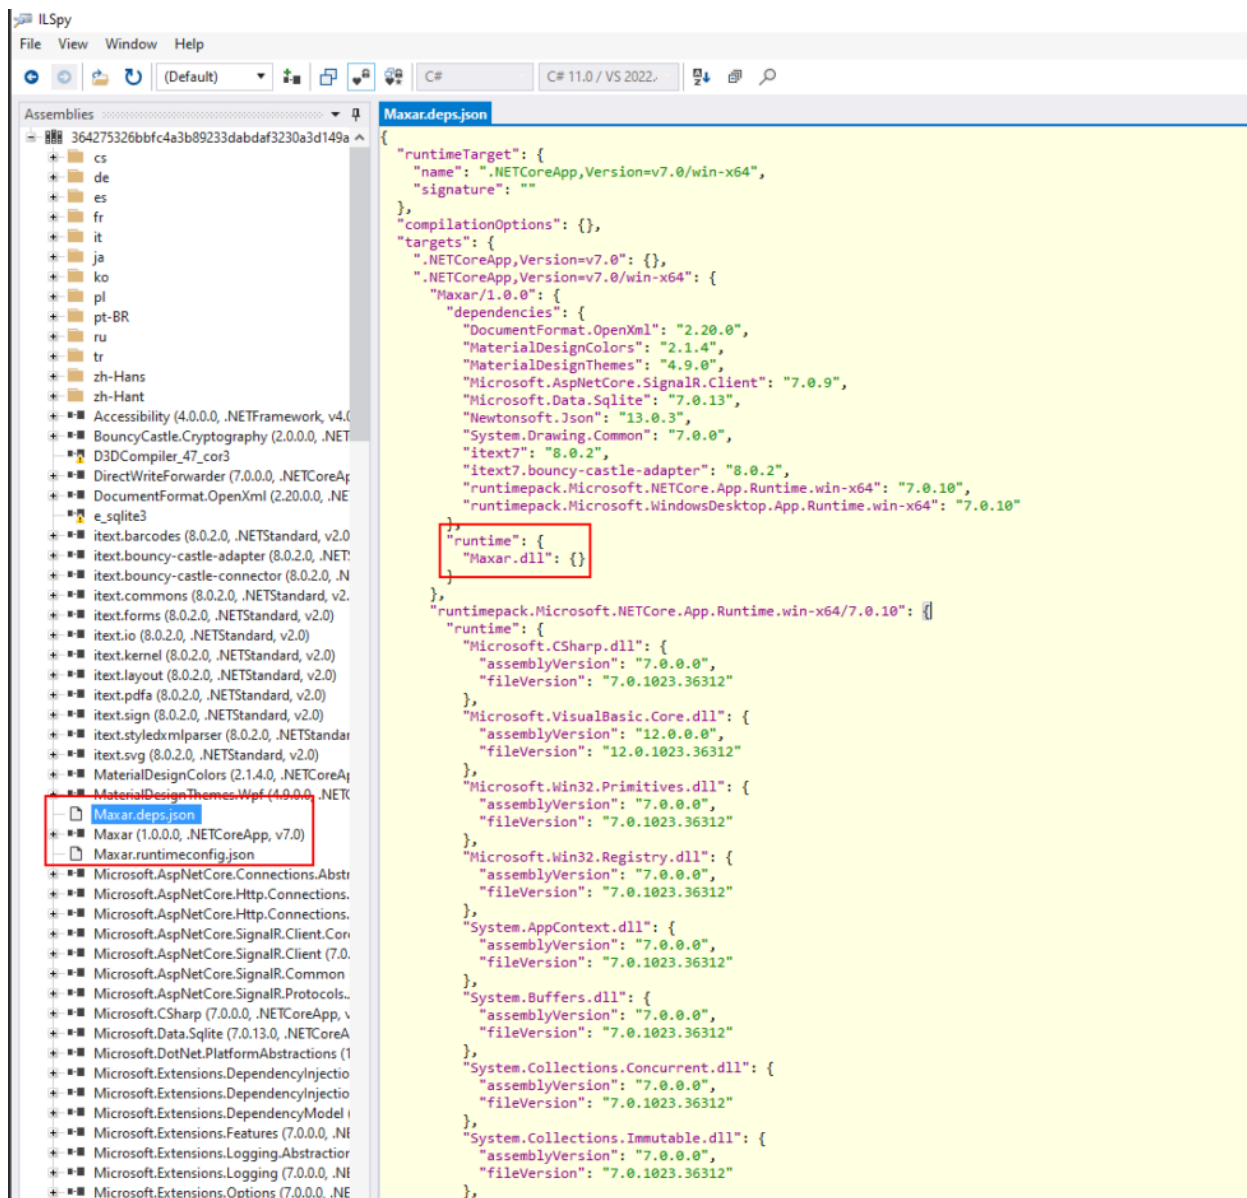 ILSpy
File View Window Help
(Default) C# C# 11.0 / VS 2022.
Assemblies
364275326bbfc4a3b89233dabdaf3230a3d149a
cs
de
es
fr
it
ja
ko
pl
pt-BR
ru
tr
zh-Hans
zh-Hant
Accessibility (4.0.0.0, .NETFramework, v4.0
BouncyCastle.Cryptography (2.0.0.0, .NET
D3DCompiler_47_cor3
DirectWriteForwarder (7.0.0.0, .NETCoreAp
DocumentFormat.OpenXml (2.20.0.0, .NE
e_sqlite3
itext.barcodes (8.0.2.0, .NETStandard, v2.0
itext.bouncy-castle-adapter (8.0.2.0, .NET
itext.bouncy-castle-connector (8.0.2.0, .N
itext.commons (8.0.2.0, .NETStandard, v2.
itext.forms (8.0.2.0, .NETStandard, v2.0)
itext.io (8.0.2.0, .NETStandard, v2.0)
itext.kernel (8.0.2.0, .NETStandard, v2.0)
itext.layout (8.0.2.0, .NETStandard, v2.0)
itext.pdfa (8.0.2.0, .NETStandard, v2.0)
itext.sign (8.0.2.0, .NETStandard, v2.0)
itext.styledxmlparser (8.0.2.0, .NETStandar
itext.svg (8.0.2.0, .NETStandard, v2.0)
MaterialDesignColors (2.1.4.0, .NETCoreAp
MaterialDesignThemes.Wpf (4.9.0.0, .NETC
Maxar.deps.json
Maxar (1.0.0.0, .NETCoreApp, v7.0)
Maxar.runtimeconfig.json
Microsoft.AspNetCore.Connections.Abstr
Microsoft.AspNetCore.Http.Connections.
Microsoft.AspNetCore.Http.Connections.
Microsoft.AspNetCore.SignalR.Client.Cor
Microsoft.AspNetCore.SignalR.Client (7.0.
Microsoft.AspNetCore.SignalR.Common
Microsoft.AspNetCore.SignalR.Protocols..
Microsoft.CSharp (7.0.0.0, .NETCoreApp, v
Microsoft.Data.Sqlite (7.0.13.0, .NETCoreA
Microsoft.DotNet.PlatformAbstractions (1
Microsoft.Extensions.DependencyInjectio
Microsoft.Extensions.DependencyInjectio
Microsoft.Extensions.DependencyModel (
Microsoft.Extensions.Features (7.0.0.0, .NE
Microsoft.Extensions.Logging.Abstraction
Microsoft.Extensions.Logging (7.0.0.0, .NE
Microsoft.Extensions.Options (7.0.0.0, .NE
Maxar.deps.json
{
"runtimeTarget": {
"name": ".NETCoreApp,Version=v7.0/win-x64",
"signature": ""
},
"compilationOptions": {},
"targets": {
".NETCoreApp,Version=v7.0": {},
".NETCoreApp,Version=v7.0/win-x64": {
"Maxar/1.0.0": {
"dependencies": {
"DocumentFormat.OpenXml": "2.20.0",
"MaterialDesignColors": "2.1.4",
"MaterialDesignThemes": "4.9.0",
"Microsoft.AspNetCore.SignalR.Client": "7.0.9",
"Microsoft.Data.Sqlite": "7.0.13",
"Newtonsoft.Json": "13.0.3",
"System.Drawing.Common": "7.0.0",
"itext7": "8.0.2",
"itext7.bouncy-castle-adapter": "8.0.2",
"runtimepack.Microsoft.NETCore.App.Runtime.win-x64": "7.0.10",
"runtimepack.Microsoft.WindowsDesktop.App.Runtime.win-x64": "7.0.10"
},
"runtime": {
"Maxar.dll": {}
}
},
"runtimepack.Microsoft.NETCore.App.Runtime.win-x64/7.0.10": {
"runtime": {
"Microsoft.CSharp.dll": {
"assemblyVersion": "7.0.0.0",
"fileVersion": "7.0.1023.36312"
},
"Microsoft.VisualBasic.Core.dll": {
"assemblyVersion": "12.0.0.0",
"fileVersion": "12.0.1023.36312"
},
"Microsoft.Win32.Primitives.dll": {
"assemblyVersion": "7.0.0.0",
"fileVersion": "7.0.1023.36312"
},
"Microsoft.Win32.Registry.dll": {
"assemblyVersion": "7.0.0.0",
"fileVersion": "7.0.1023.36312"
},
"System.AppContext.dll": {
"assemblyVersion": "7.0.0.0",
"fileVersion": "7.0.1023.36312"
},
"System.Buffers.dll": {
"assemblyVersion": "7.0.0.0",
"fileVersion": "7.0.1023.36312"
},
"System.Collections.Concurrent.dll": {
"assemblyVersion": "7.0.0.0",
"fileVersion": "7.0.1023.36312"
},
"System.Collections.Immutable.dll": {
"assemblyVersion": "7.0.0.0",
"fileVersion": "7.0.1023.36312"
},